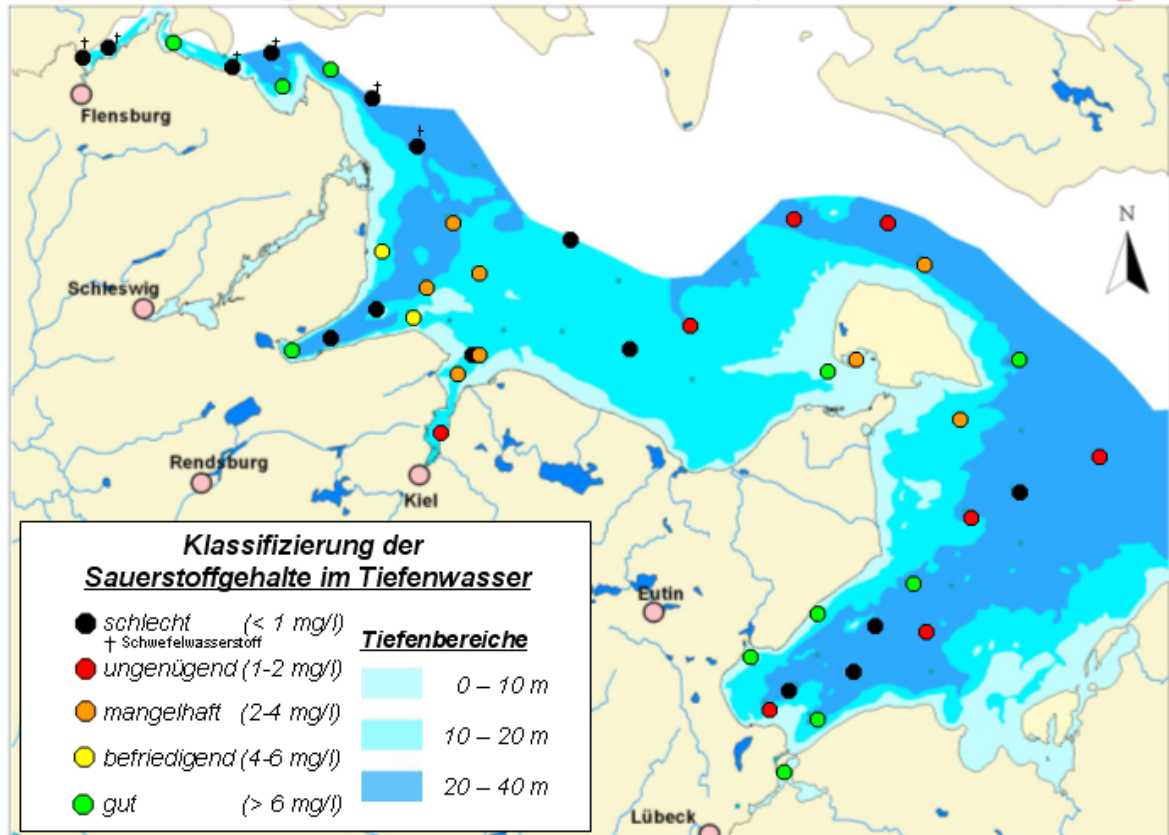 Flensburg
N
Schleswig
Rendsburg
Kiel
Eutin
Lübeck
Klassifizierung der
Sauerstoffgehalte im Tiefenwasser
schlecht (< 1 mg/l)
† Schwefelwasserstoff
ungenügend (1-2 mg/l)
mangelhaft (2-4 mg/l)
befriedigend (4-6 mg/l)
gut (> 6 mg/l)
Tiefenbereiche
0 – 10 m
10 – 20 m
20 – 40 m